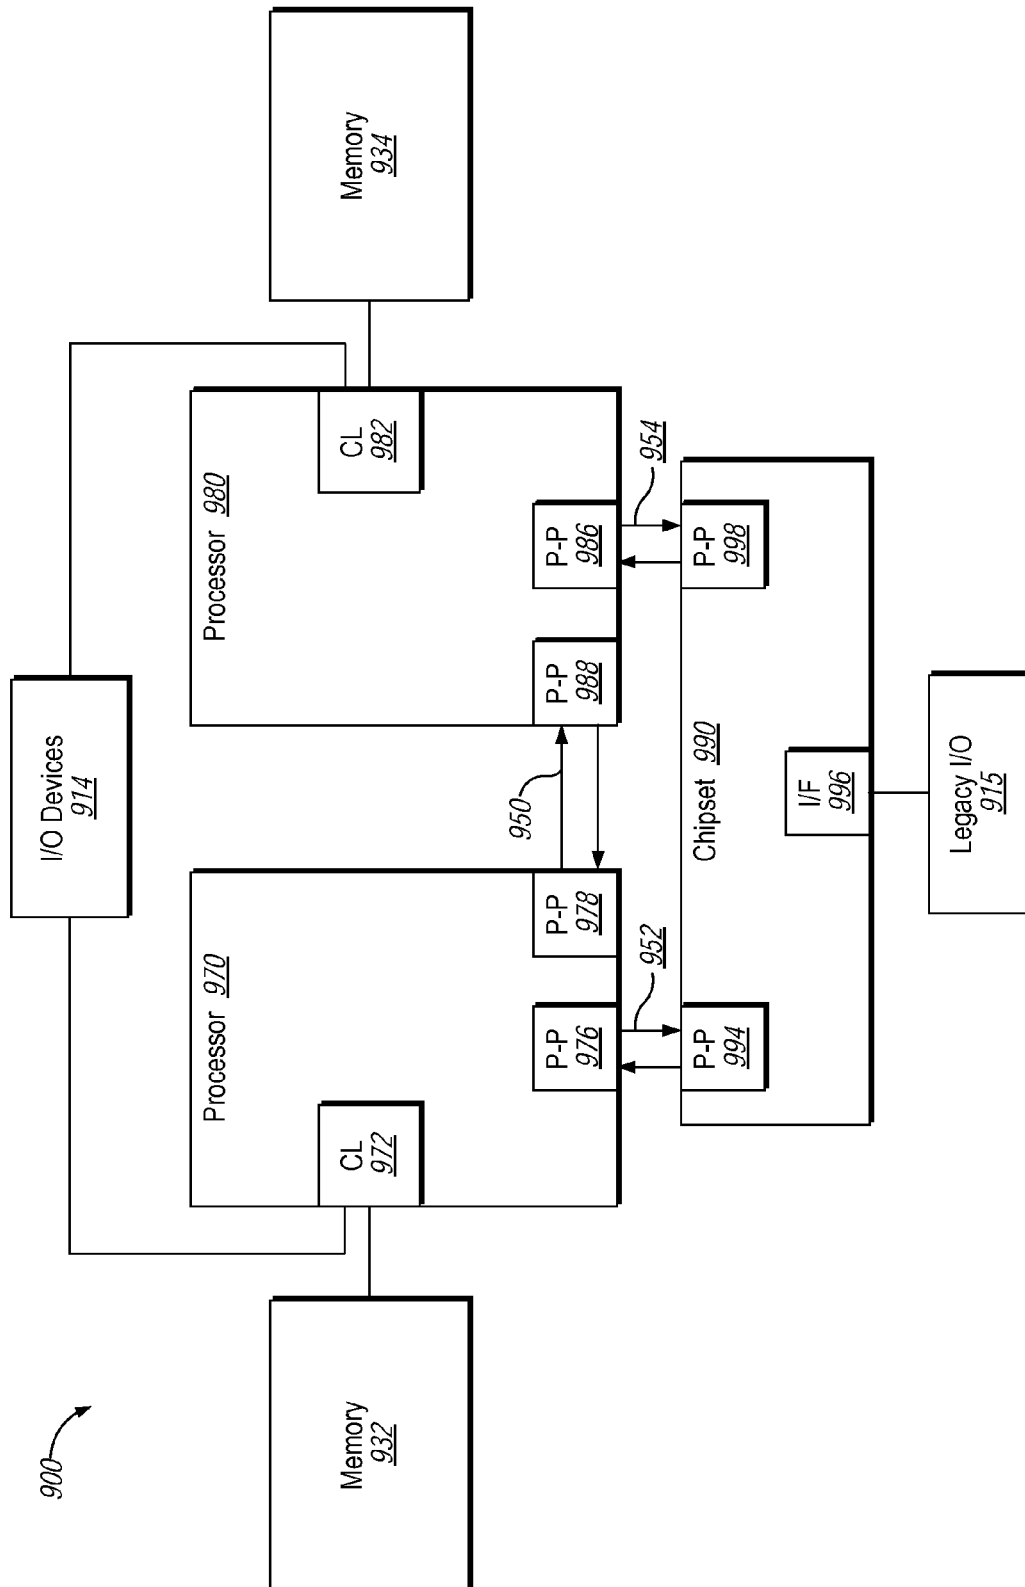 900
I/O Devices
914
Memory
932
Processor 970
CL
972
P-P
976
P-P
978
950
Processor 980
CL
982
P-P
988
P-P
986
Memory
934
952
954
Chipset 990
P-P
994
P-P
998
I/F
996
Legacy I/O
915